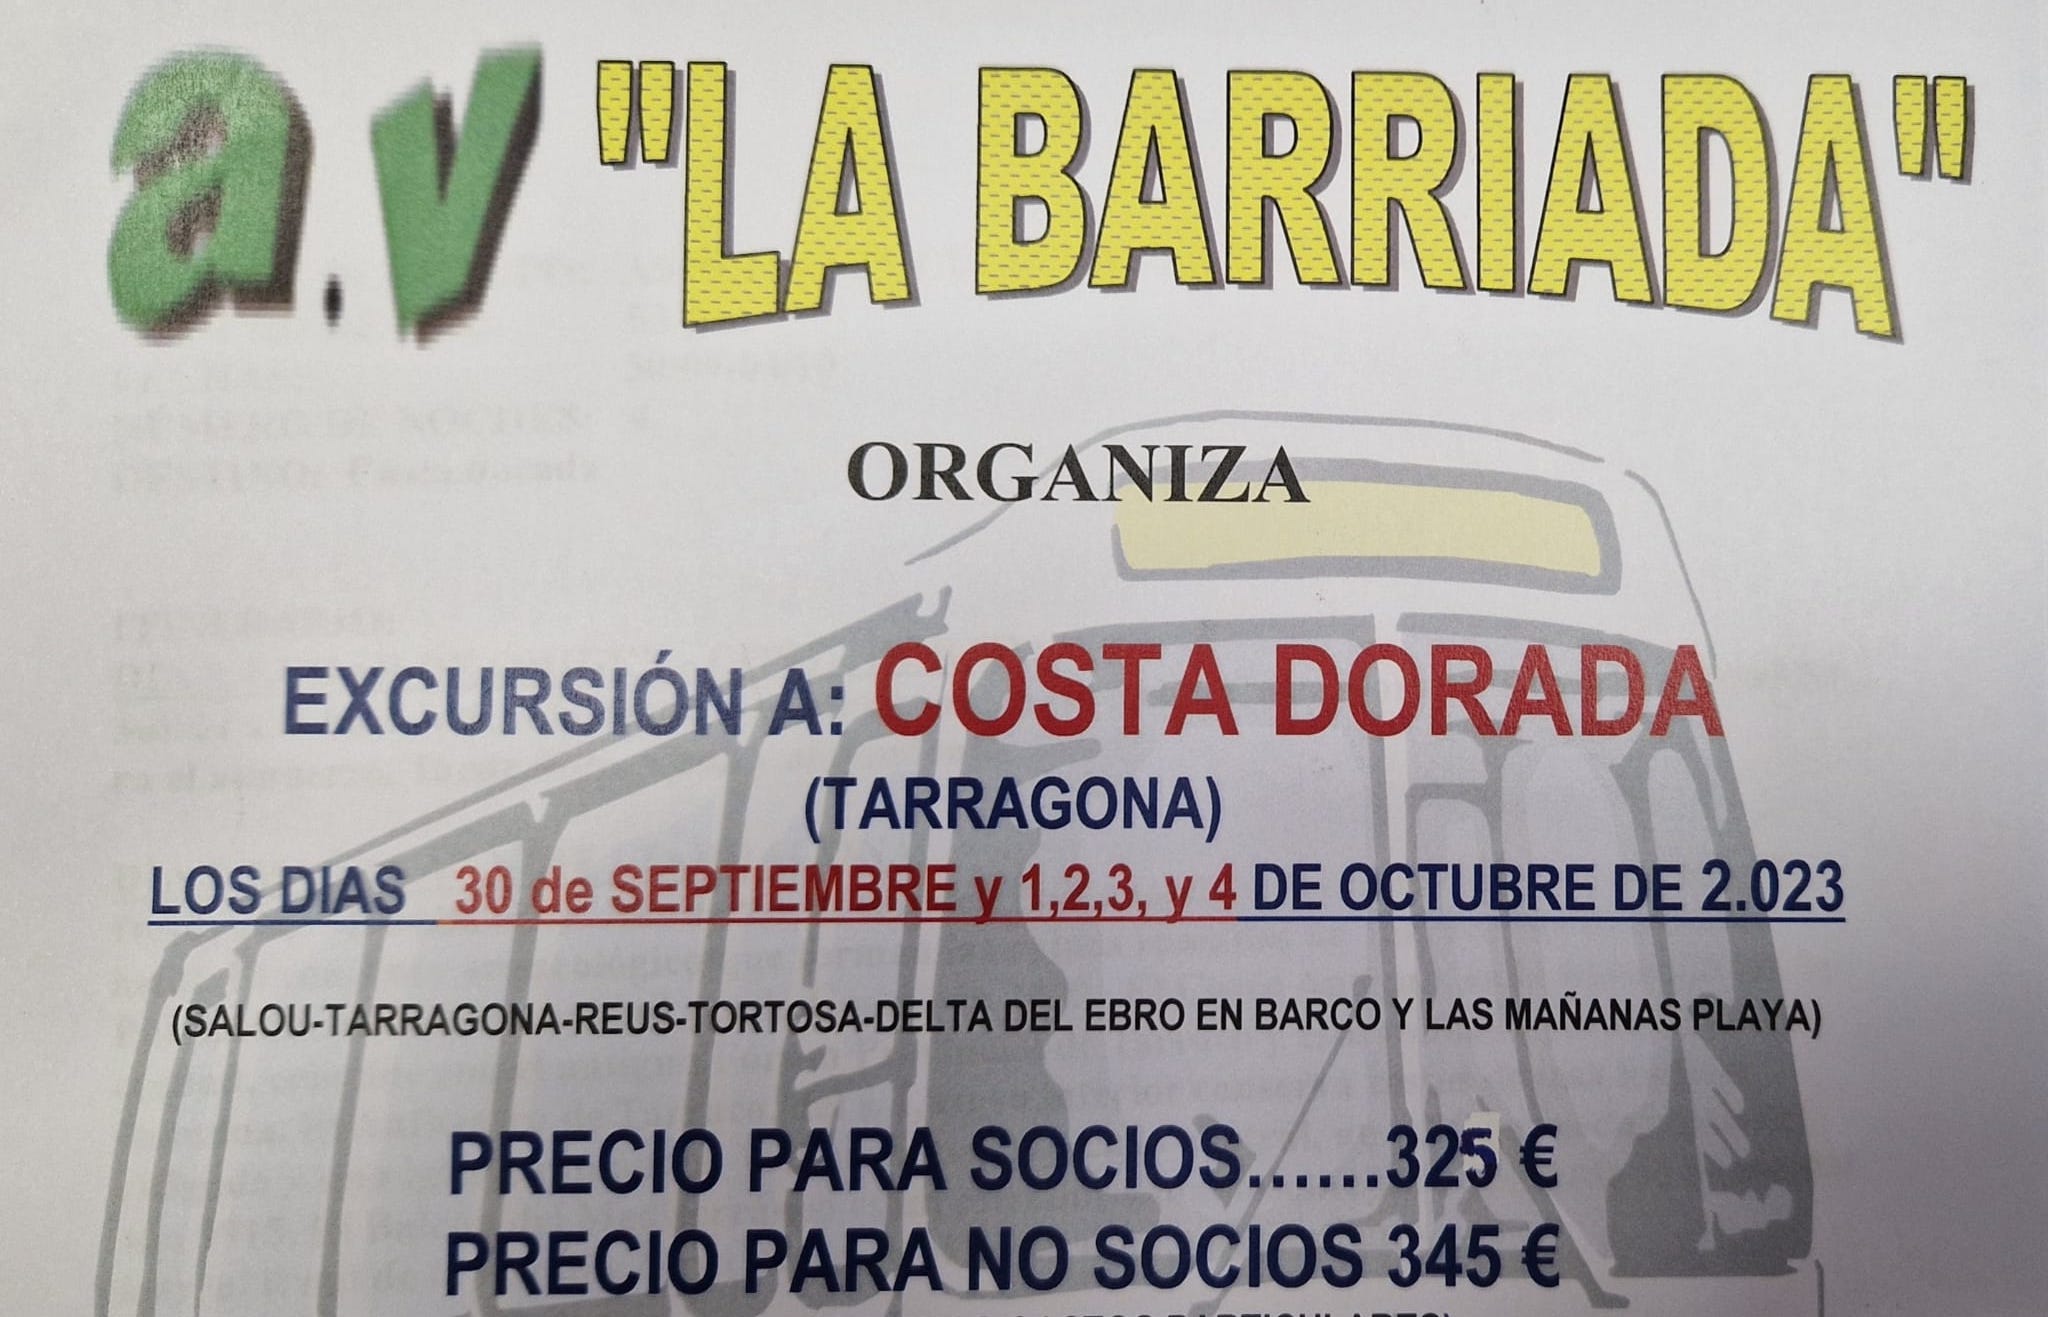 a.v "LA BARRIADA"
ORGANIZA
EXCURSIÓN A: COSTA DORADA
(TARRAGONA)
LOS DIAS 30 de SEPTIEMBRE y 1,2,3, y 4 DE OCTUBRE DE 2.023
(SALOU-TARRAGONA-REUS-TORTOSA-DELTA DEL EBRO EN BARCO Y LAS MAÑANAS PLAYA)
PRECIO PARA SOCIOS......325 €
PRECIO PARA NO SOCIOS 345 €